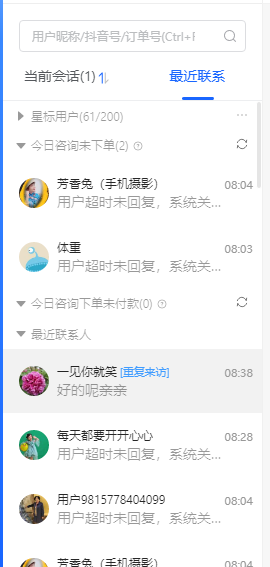 用户昵称/抖音号/订单号(Ctrl+F
当前会话(1) 最近联系
星标用户(61/200)
今日咨询未下单(2)
芳香兔（手机摄影） 08:04
用户超时未回复，系统关...
体重 08:03
用户超时未回复，系统关...
今日咨询下单未付款(0)
最近联系人
一见你就笑 [重复来访] 08:38
好的呢亲亲
每天都要开开心心 08:28
用户超时未回复，系统关...
用户9815778404099 08:04
用户超时未回复，系统关...
芳香兔（手机摄影） 08:04